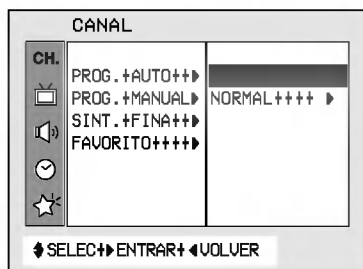 CANAL
CH.
PROG.+AUTO++▶
PROG.+MANUAL▶ NORMAL++++ ▶
SINT.+FINA++▶
FAVORITO++++▶
◆SELEC+▶ENTRAR+◀VOLVER